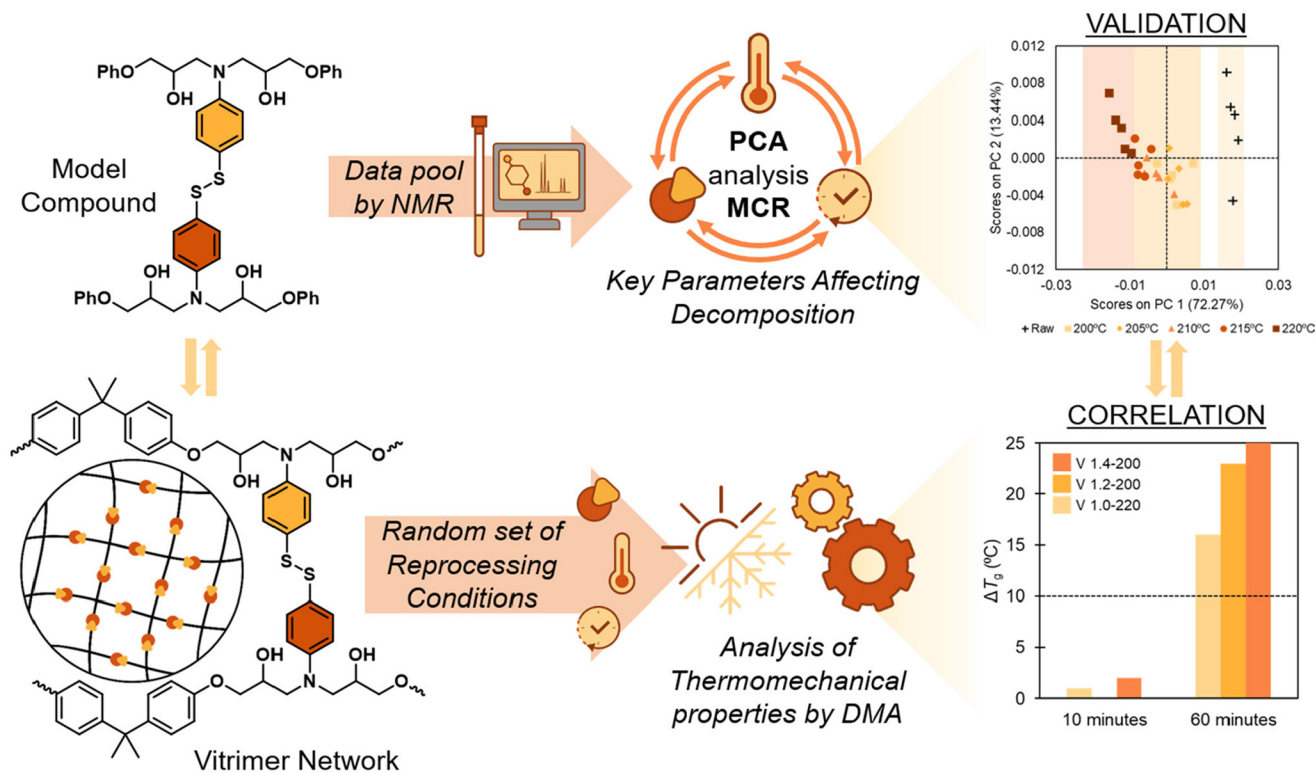 PhO
N
OPh
OH
OH
Model
Compound
S
S
OH
OH
PhO
N
OPh
Data pool
by NMR
PCA
analysis
MCR
Key Parameters Affecting
Decomposition
VALIDATION
Scores on PC 2 (13.44%)
0.012
0.008
0.004
0.000
-0.004
-0.008
-0.012
-0.03
-0.01
0.01
0.03
Scores on PC 1 (72.27%)
Raw
200ºC
205ºC
210ºC
215ºC
220ºC
O
N
O
OH
OH
S
S
OH
OH
O
N
O
Vitrimer Network
Random set of
Reprocessing
Conditions
Analysis of
Thermomechanical
properties by DMA
CORRELATION
ΔTg (ºC)
25
20
15
10
5
0
V 1.4-200
V 1.2-200
V 1.0-220
10 minutes
60 minutes